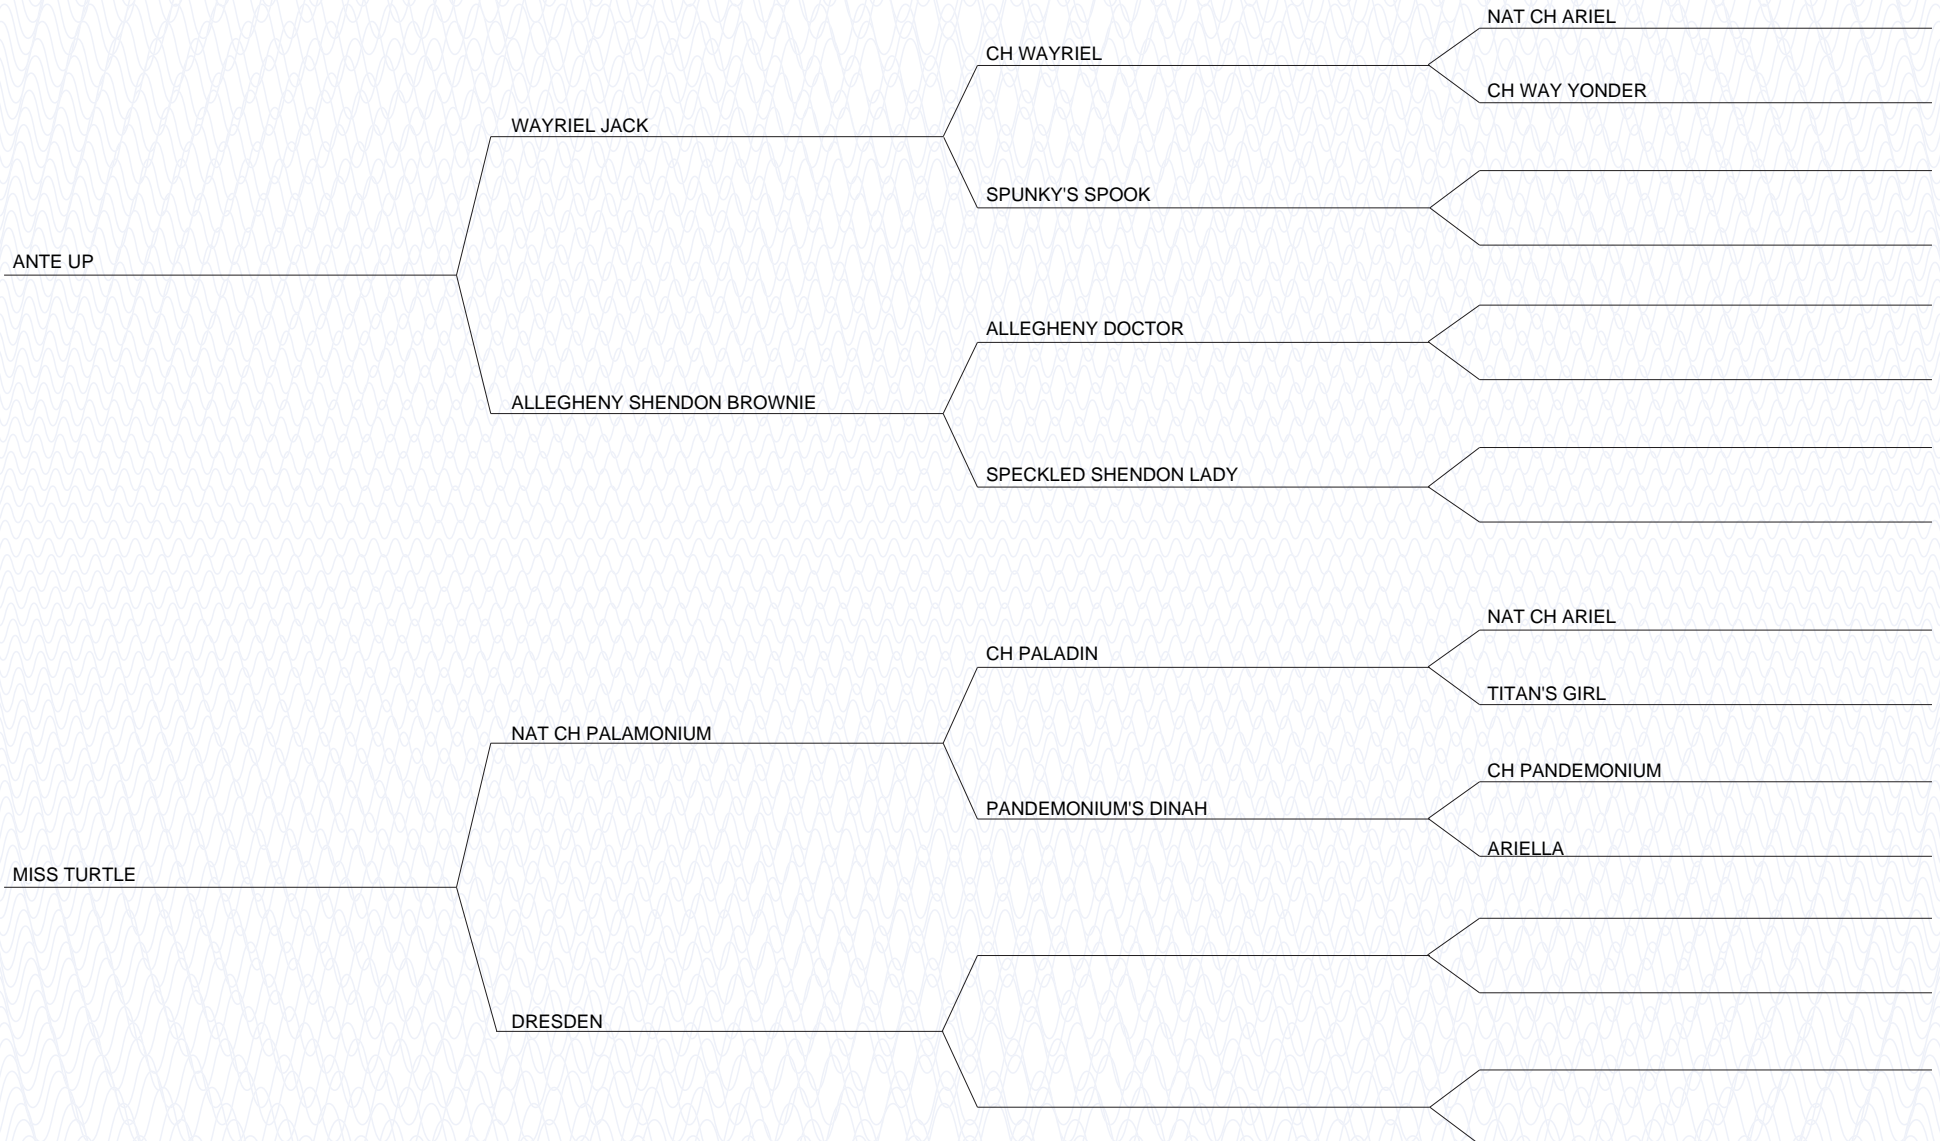 NAT CH ARIEL
CH WAYRIEL
CH WAY YONDER
WAYRIEL JACK
SPUNKY'S SPOOK
ANTE UP
ALLEGHENY DOCTOR
ALLEGHENY SHENDON BROWNIE
SPECKLED SHENDON LADY
NAT CH ARIEL
CH PALADIN
TITAN'S GIRL
NAT CH PALAMONIUM
CH PANDEMONIUM
PANDEMONIUM'S DINAH
ARIELLA
MISS TURTLE
DRESDEN